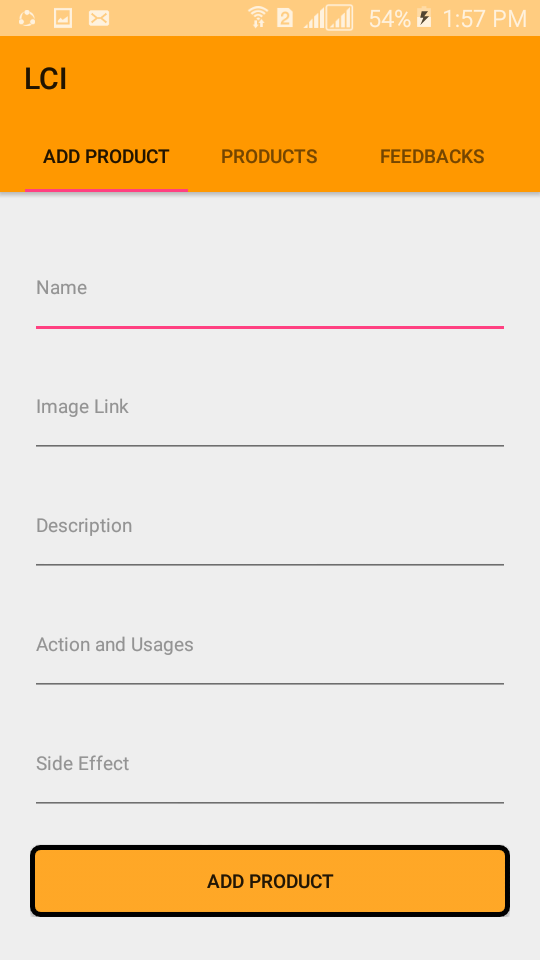 2 54% 1:57 PM
LCI
ADD PRODUCT PRODUCTS FEEDBACKS
Name
Image Link
Description
Action and Usages
Side Effect
ADD PRODUCT